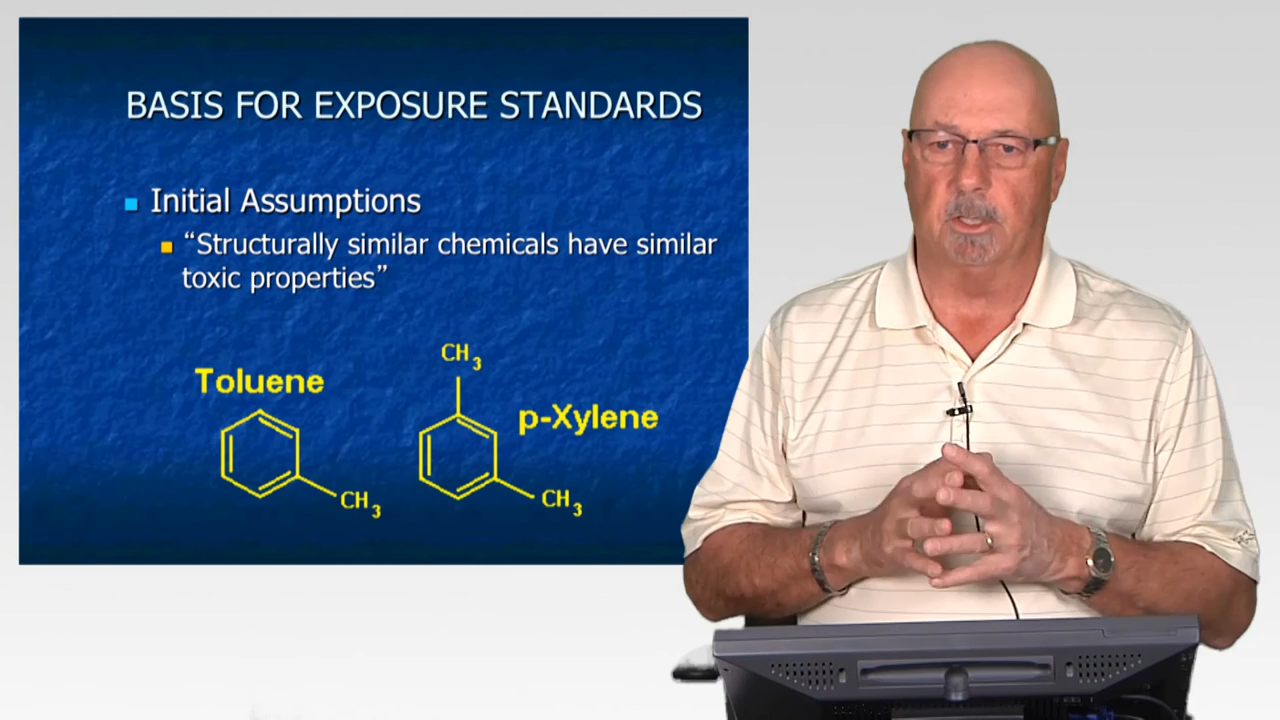 BASIS FOR EXPOSURE STANDARDS
Initial Assumptions
“Structurally similar chemicals have similar
toxic properties”
CH3
Toluene
p-Xylene
CH3
CH3